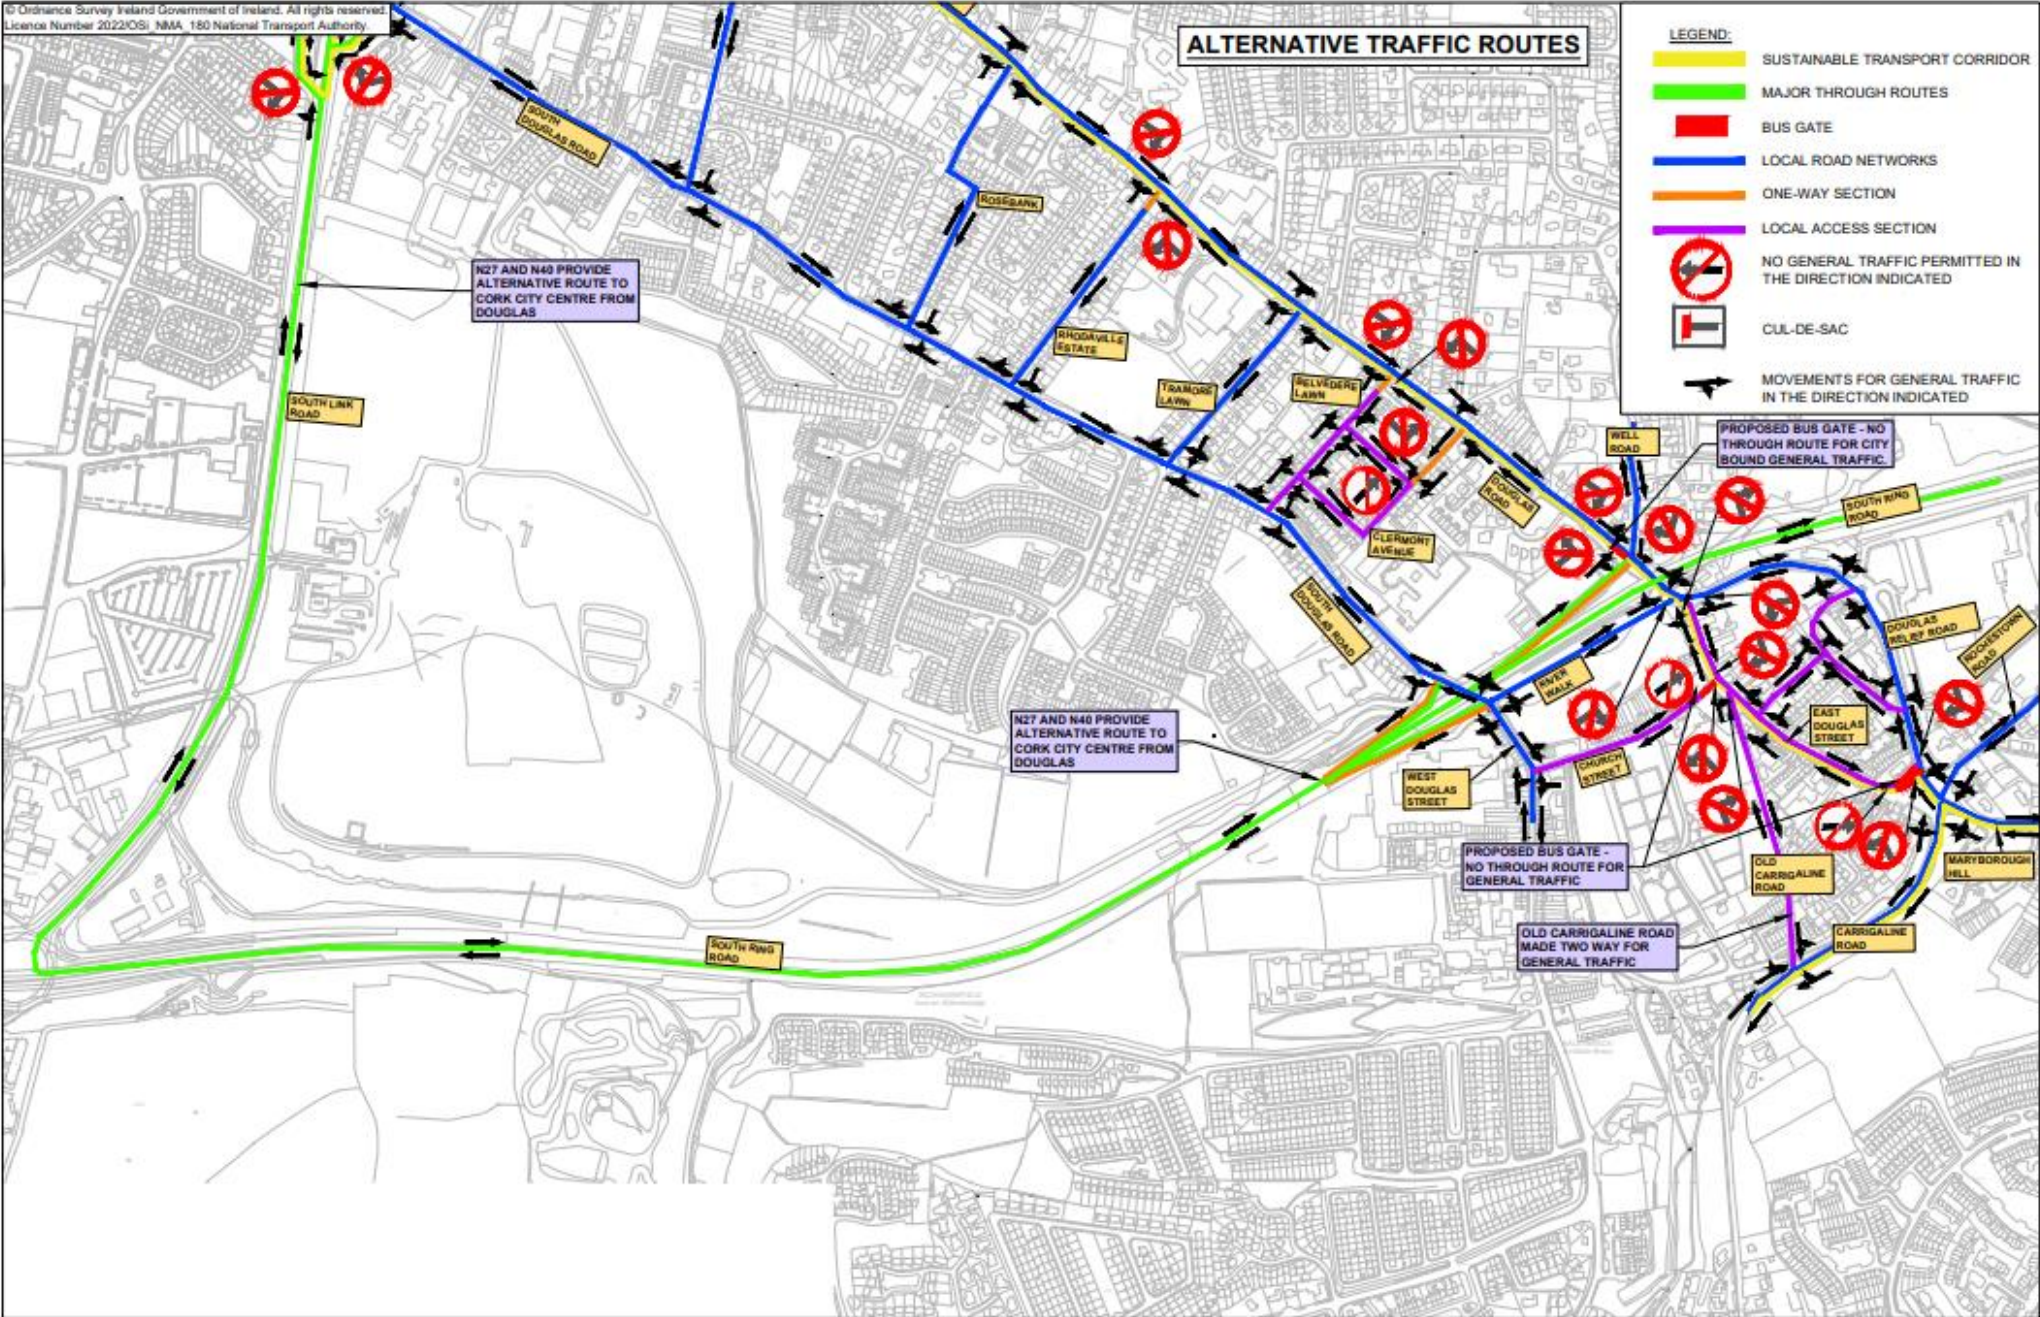 © Ordnance Survey Ireland Government of Ireland. All rights reserved.
Licence Number 2022/OSi_NMA_180 National Transport Authority.
ALTERNATIVE TRAFFIC ROUTES
LEGEND:
SUSTAINABLE TRANSPORT CORRIDOR
MAJOR THROUGH ROUTES
BUS GATE
LOCAL ROAD NETWORKS
ONE-WAY SECTION
LOCAL ACCESS SECTION
NO GENERAL TRAFFIC PERMITTED IN
THE DIRECTION INDICATED
CUL-DE-SAC
MOVEMENTS FOR GENERAL TRAFFIC
IN THE DIRECTION INDICATED
SOUTH
DOUGLAS ROAD
ROSEBANK
N27 AND N40 PROVIDE
ALTERNATIVE ROUTE TO
CORK CITY CENTRE FROM
DOUGLAS
RHODAVILLE
ESTATE
TRAMORE
LAWN
BELVEDERE
LAWN
SOUTH LINK
ROAD
WELL
ROAD
PROPOSED BUS GATE - NO
THROUGH ROUTE FOR CITY
BOUND GENERAL TRAFFIC.
DOUGLAS
ROAD
SOUTH RING
ROAD
CLERMONT
AVENUE
SOUTH
DOUGLAS ROAD
DOUGLAS
RELIEF ROAD
ROCHESTOWN
ROAD
RIVER
WALK
N27 AND N40 PROVIDE
ALTERNATIVE ROUTE TO
CORK CITY CENTRE FROM
DOUGLAS
EAST
DOUGLAS
STREET
CHURCH
STREET
WEST
DOUGLAS
STREET
PROPOSED BUS GATE -
NO THROUGH ROUTE FOR
GENERAL TRAFFIC
OLD
CARRIGALINE
ROAD
MARYBOROUGH
HILL
OLD CARRIGALINE ROAD
MADE TWO WAY FOR
GENERAL TRAFFIC
CARRIGALINE
ROAD
SOUTH RING
ROAD